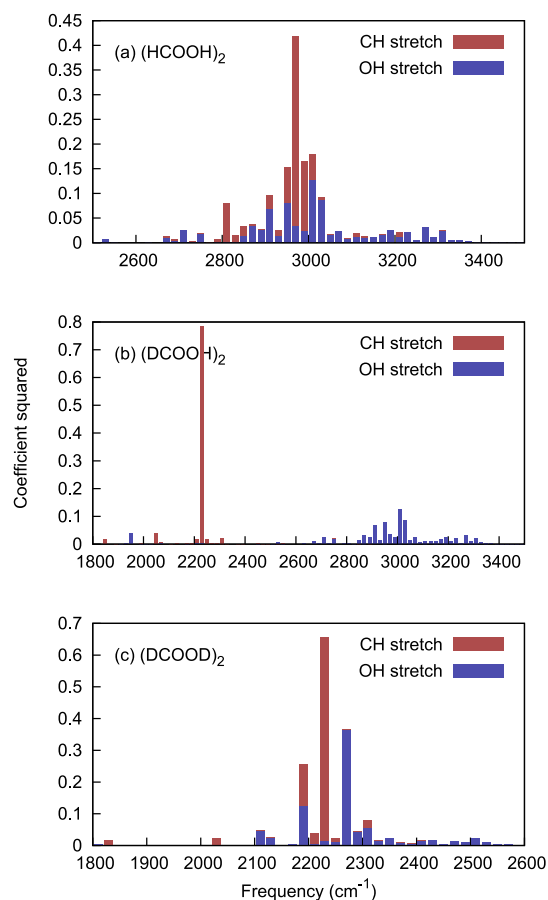 0.45
0.4
0.35
0.3
0.25
0.2
0.15
0.1
0.05
0
(a) (HCOOH)2
CH stretch
OH stretch
2600 2800 3000 3200 3400
0.8
0.7
0.6
0.5
0.4
0.3
0.2
0.1
0
(b) (DCOOH)2
CH stretch
OH stretch
1800 2000 2200 2400 2600 2800 3000 3200 3400
Coefficient squared
0.7
0.6
0.5
0.4
0.3
0.2
0.1
0
(c) (DCOOD)2
CH stretch
OH stretch
1800 1900 2000 2100 2200 2300 2400 2500 2600
Frequency (cm-1)